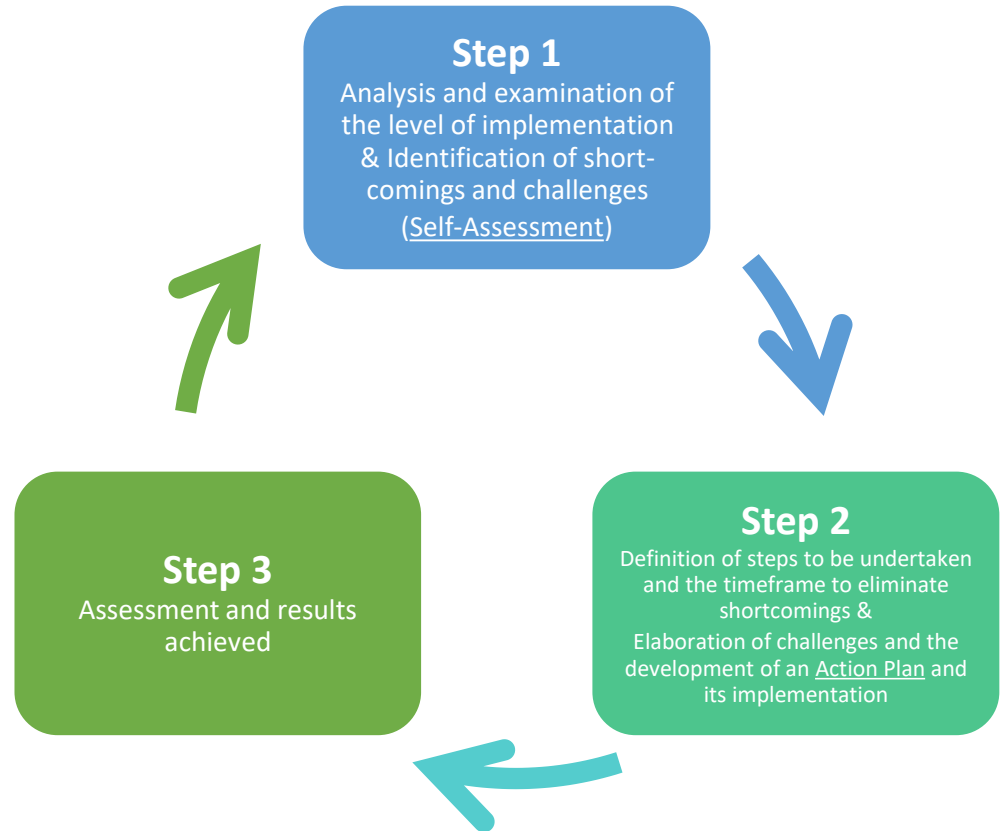 Step 1
Analysis and examination of
the level of implementation
& Identification of short-
comings and challenges
(Self-Assessment)
Step 2
Definition of steps to be undertaken
and the timeframe to eliminate
shortcomings &
Elaboration of challenges and the
development of an Action Plan and
its implementation
Step 3
Assessment and results
achieved